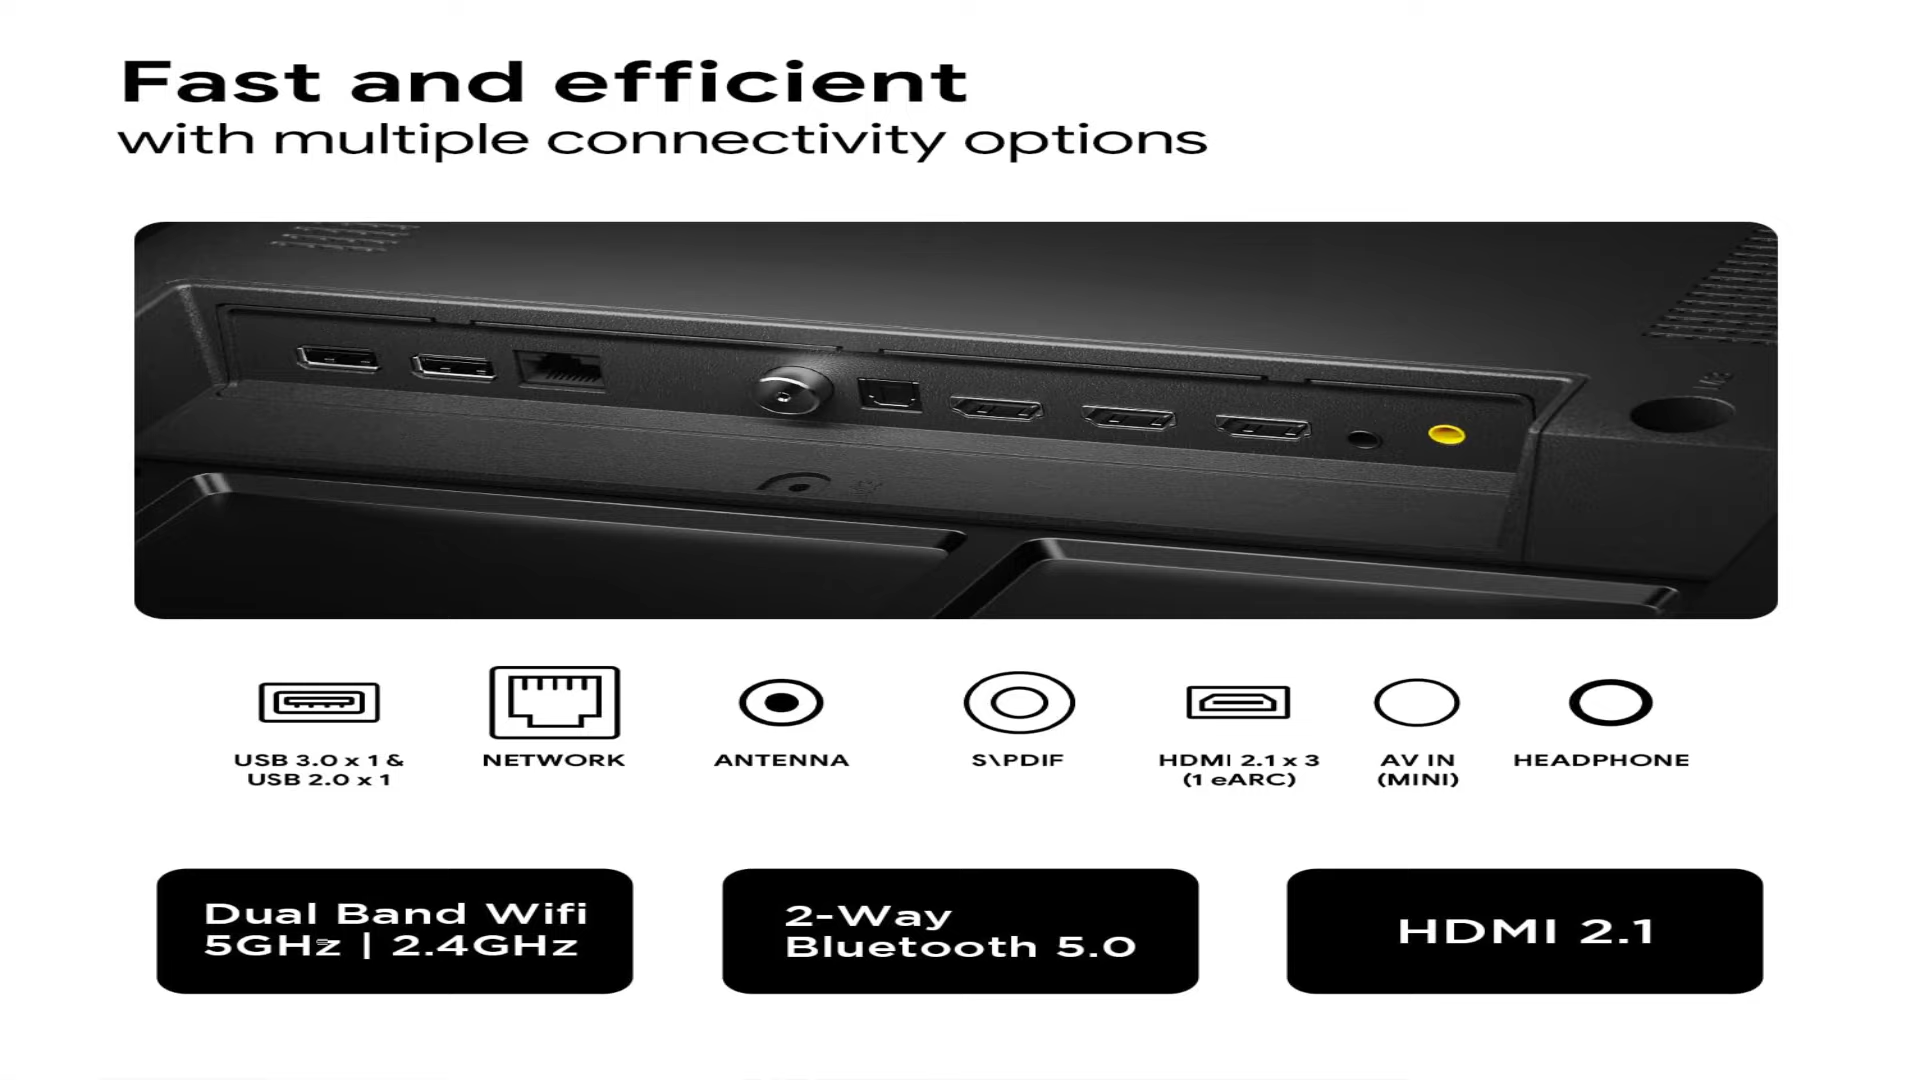 Fast and efficient
with multiple connectivity options
USB 3.0 x 1 &
USB 2.0 x 1
NETWORK
ANTENNA
S\PDIF
HDMI 2.1 x 3
(1 eARC)
AV IN
(MINI)
HEADPHONE
Dual Band Wifi
5GHz | 2.4GHz
2-Way
Bluetooth 5.0
HDMI 2.1